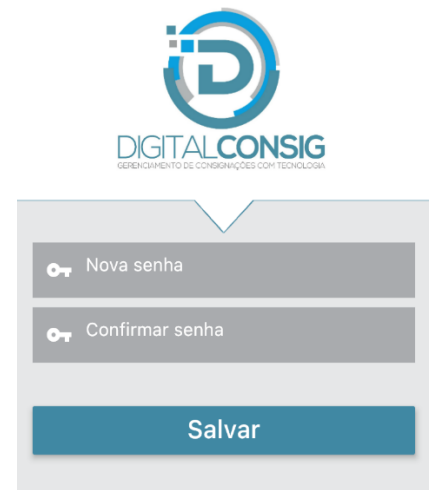 DIGITALCONSIG
GERENCIAMENTO DE CONSIGNAÇÕES COM TECNOLOGIA
Nova senha
Confirmar senha
Salvar